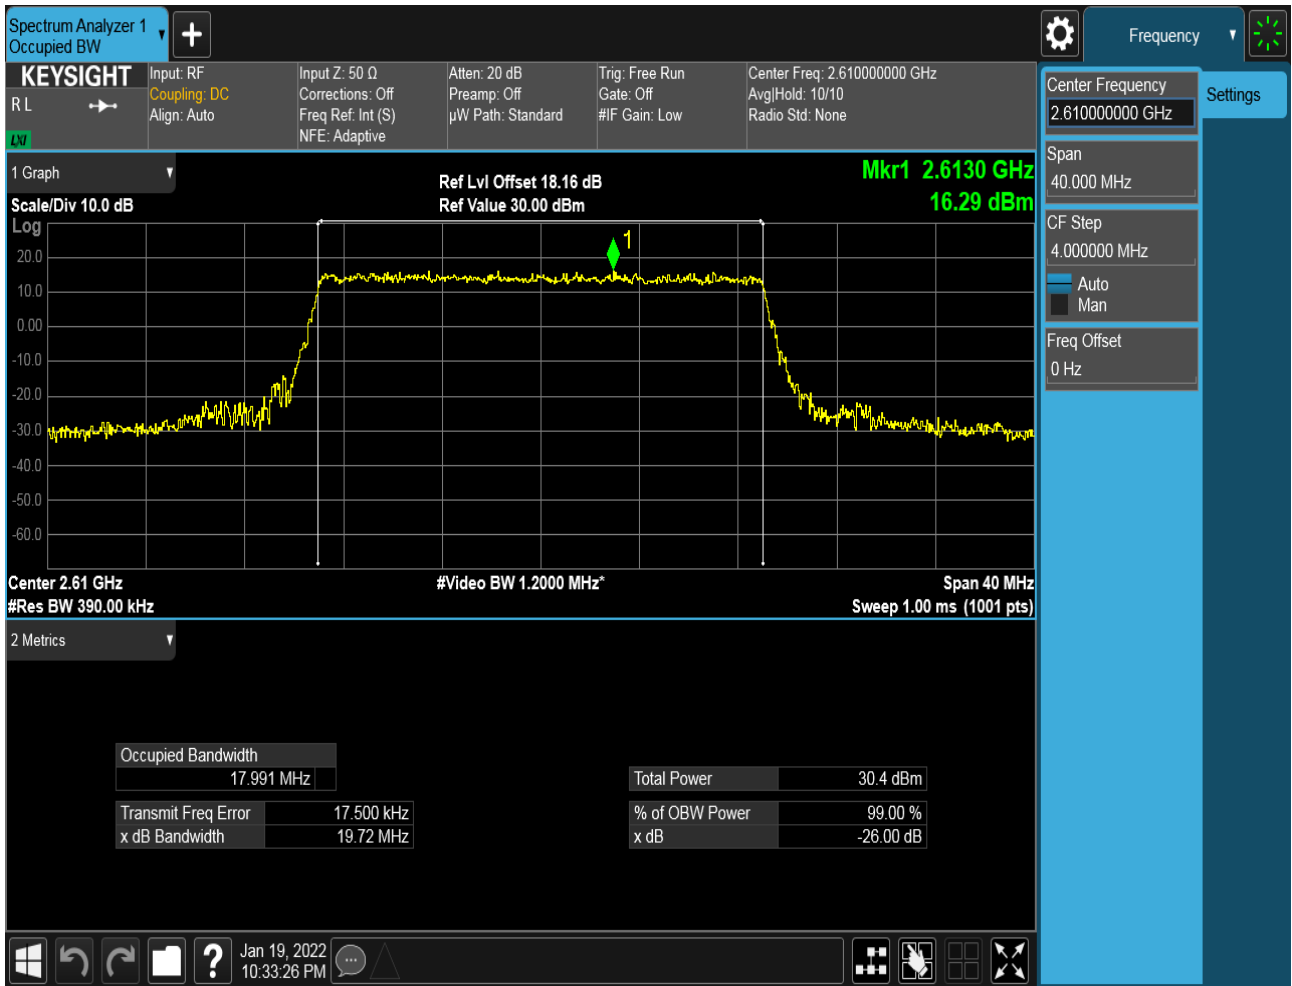 Spectrum Analyzer 1
Occupied BW
Frequency
KEYSIGHT
R L
LXI
Input: RF
Coupling: DC
Align: Auto
Input Z: 50 Ω
Corrections: Off
Freq Ref: Int (S)
NFE: Adaptive
Atten: 20 dB
Preamp: Off
µW Path: Standard
Trig: Free Run
Gate: Off
#IF Gain: Low
Center Freq: 2.610000000 GHz
Avg|Hold: 10/10
Radio Std: None
Center Frequency
2.610000000 GHz
Settings
Span
40.000 MHz
CF Step
4.000000 MHz
Auto
Man
Freq Offset
0 Hz
1 Graph
Scale/Div 10.0 dB
Ref Lvl Offset 18.16 dB
Ref Value 30.00 dBm
Mkr1 2.6130 GHz
16.29 dBm
Log
1
20.0
10.0
0.00
-10.0
-20.0
-30.0
-40.0
-50.0
-60.0
Center 2.61 GHz
#Video BW 1.2000 MHz*
Span 40 MHz
#Res BW 390.00 kHz
Sweep 1.00 ms (1001 pts)
2 Metrics
Occupied Bandwidth
17.991 MHz
Total Power 30.4 dBm
Transmit Freq Error 17.500 kHz
% of OBW Power 99.00 %
x dB Bandwidth 19.72 MHz
x dB -26.00 dB
?
Jan 19, 2022
10:33:26 PM